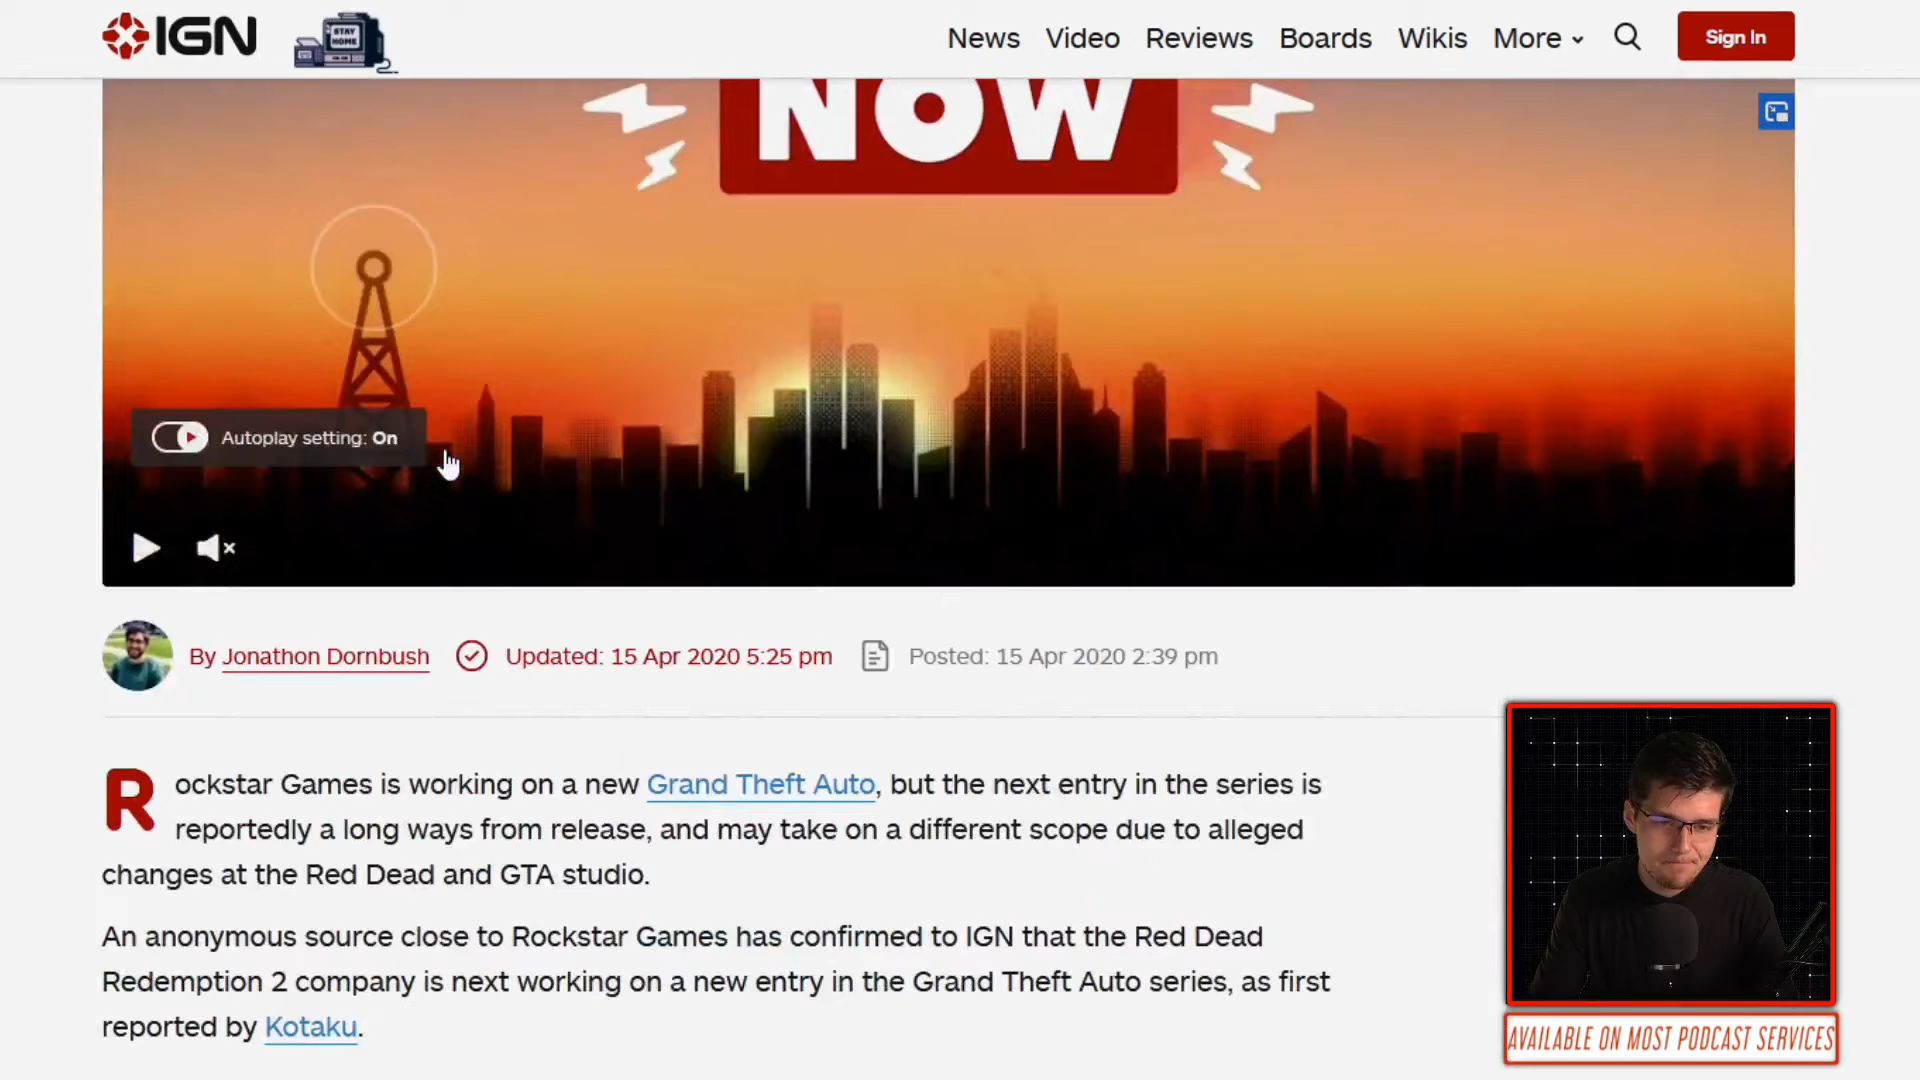 IGN
STAY
HOME
News Video Reviews Boards Wikis More
Sign In
NOW
Autoplay setting: On
By Jonathon Dornbush
Updated: 15 Apr 2020 5:25 pm
Posted: 15 Apr 2020 2:39 pm
Rockstar Games is working on a new Grand Theft Auto, but the next entry in the series is
reportedly a long ways from release, and may take on a different scope due to alleged
changes at the Red Dead and GTA studio.
An anonymous source close to Rockstar Games has confirmed to IGN that the Red Dead
Redemption 2 company is next working on a new entry in the Grand Theft Auto series, as first
reported by Kotaku.
AVAILABLE ON MOST PODCAST SERVICES